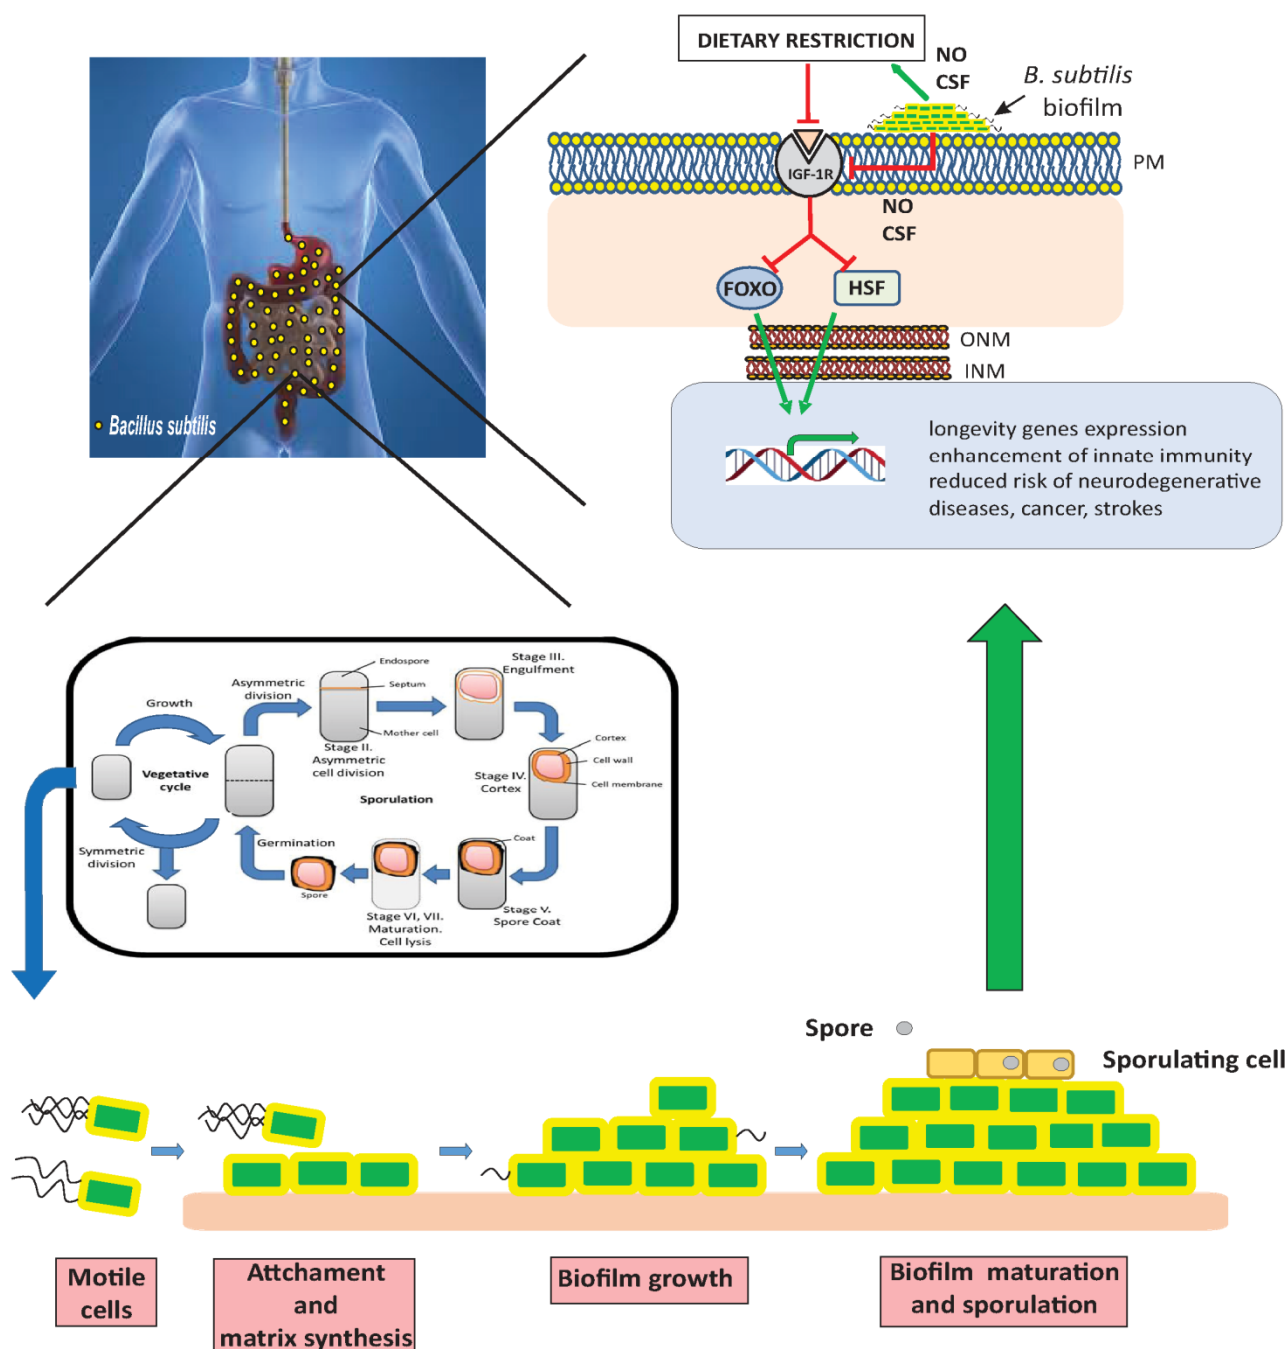 DIETARY RESTRICTION
NO
CSF
B. subtilis
biofilm
IGF-1R
PM
NO
CSF
FOXO
HSF
ONM
INM
longevity genes expression
enhancement of innate immunity
reduced risk of neurodegenerative
diseases, cancer, strokes
Bacillus subtilis
Growth
Vegetative
cycle
Symmetric
division
Asymmetric
division
Endospore
Septum
Mother cell
Stage II.
Asymmetric
cell division
Stage III.
Engulfment
Cortex
Cell wall
Cell membrane
Stage IV.
Cortex
Sporulation
Coat
Stage V.
Spore Coat
Stage VI, VII.
Maturation.
Cell lysis
Spore
Germination
Spore
Sporulating cell
Motile
cells
Attchament
and
matrix synthesis
Biofilm growth
Biofilm maturation
and sporulation